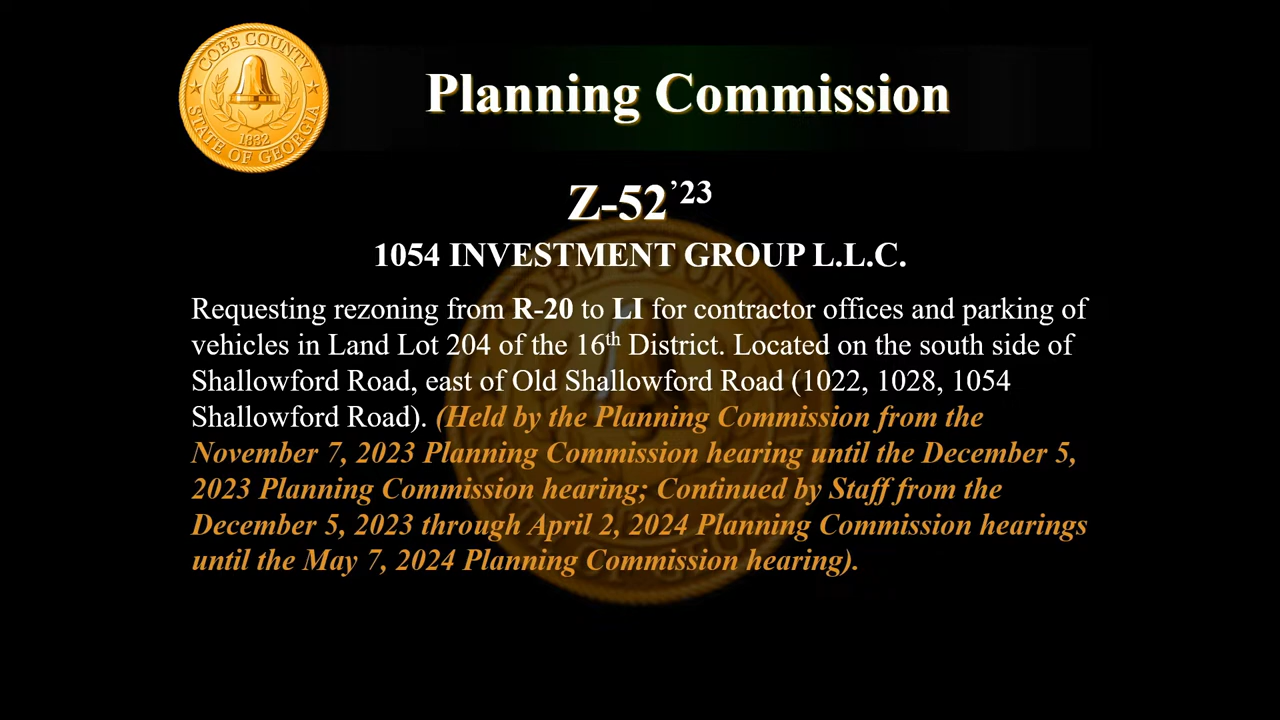 COBB COUNTY
STATE OF GEORGIA
1832
Planning Commission
Z-52 ’23
1054 INVESTMENT GROUP L.L.C.
Requesting rezoning from R-20 to LI for contractor offices and parking of
vehicles in Land Lot 204 of the 16th District. Located on the south side of
Shallowford Road, east of Old Shallowford Road (1022, 1028, 1054
Shallowford Road). (Held by the Planning Commission from the
November 7, 2023 Planning Commission hearing until the December 5,
2023 Planning Commission hearing; Continued by Staff from the
December 5, 2023 through April 2, 2024 Planning Commission hearings
until the May 7, 2024 Planning Commission hearing).